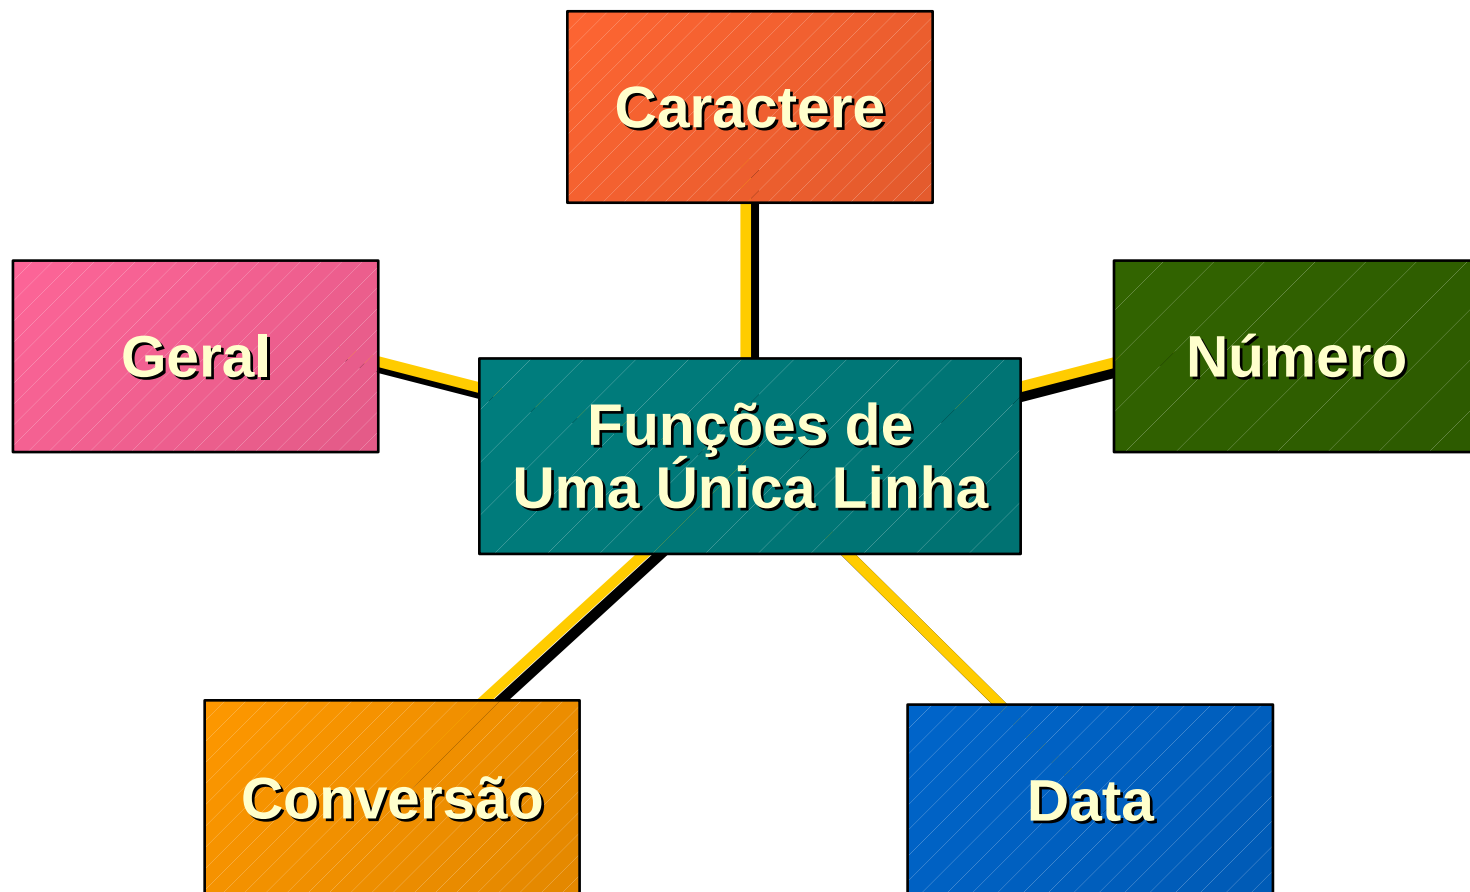 Caractere
Geral
Número
Funções de
Uma Única Linha
Conversão
Data